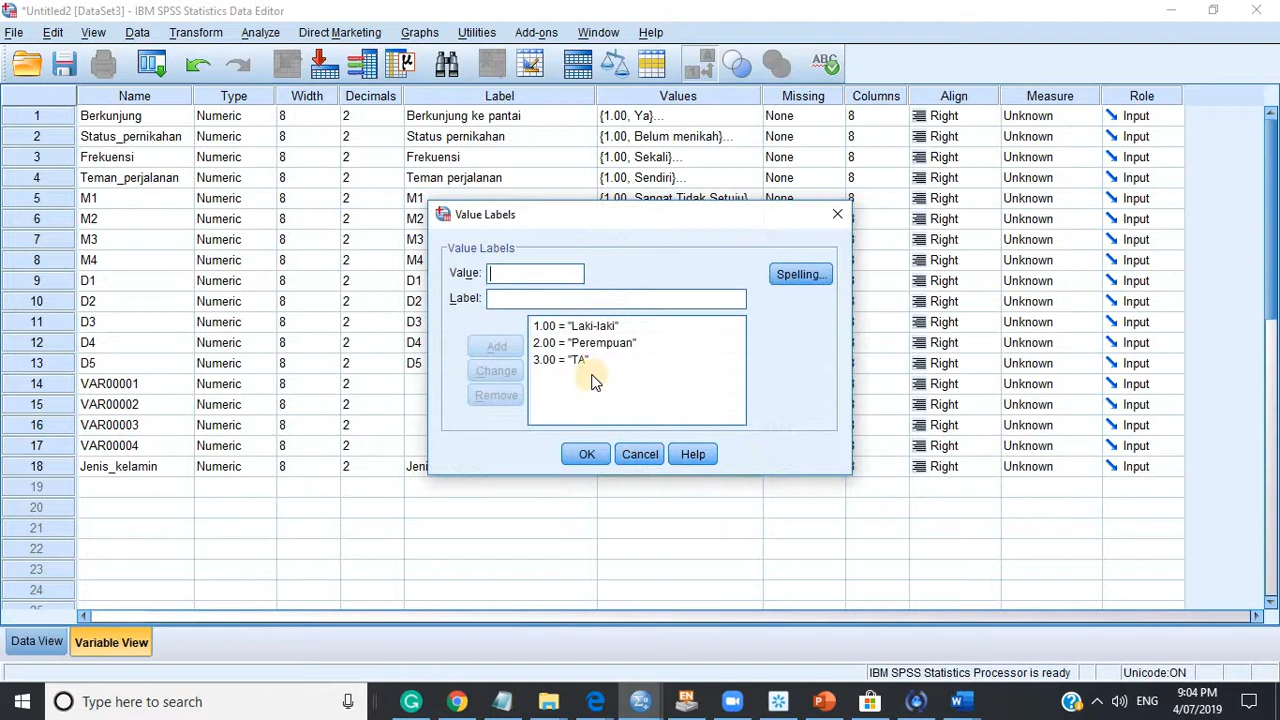 *Untitled2 [DataSet3] - IBM SPSS Statistics Data Editor
File Edit View Data Transform Analyze Direct Marketing Graphs Utilities Add-ons Window Help
Name Type Width Decimals Label Values Missing Columns Align Measure Role
1 Berkunjung Numeric 8 2 Berkunjung ke pantai {1.00, Ya}... None 8 Right Unknown Input
2 Status_pernikahan Numeric 8 2 Status pernikahan {1.00, Belum menikah}... None 8 Right Unknown Input
3 Frekuensi Numeric 8 2 Frekuensi {1.00, Sekali}... None 8 Right Unknown Input
4 Teman_perjalanan Numeric 8 2 Teman perjalanan {1.00, Sendiri}... None 8 Right Unknown Input
5 M1 Numeric 8 2 M1 {1.00, Sangat Tidak Setuju} None 8 Right Unknown Input
6 M2 Numeric 8 2 M2 Right Unknown Input
7 M3 Numeric 8 2 M3 Right Unknown Input
8 M4 Numeric 8 2 M4 Right Unknown Input
9 D1 Numeric 8 2 D1 Right Unknown Input
10 D2 Numeric 8 2 D2 Right Unknown Input
11 D3 Numeric 8 2 D3 Right Unknown Input
12 D4 Numeric 8 2 D4 Right Unknown Input
13 D5 Numeric 8 2 D5 Right Unknown Input
14 VAR00001 Numeric 8 2 Right Unknown Input
15 VAR00002 Numeric 8 2 Right Unknown Input
16 VAR00003 Numeric 8 2 Right Unknown Input
17 VAR00004 Numeric 8 2 Right Unknown Input
18 Jenis_kelamin Numeric 8 2 Jeni Right Unknown Input
19
20
21
22
23
24
Value Labels
Value Labels
Value:
Spelling...
Label:
1.00 = "Laki-laki"
2.00 = "Perempuan"
3.00 = "TA"
Add
Change
Remove
OK Cancel Help
Data View Variable View
IBM SPSS Statistics Processor is ready Unicode:ON
Type here to search
ENG
9:04 PM
4/07/2019